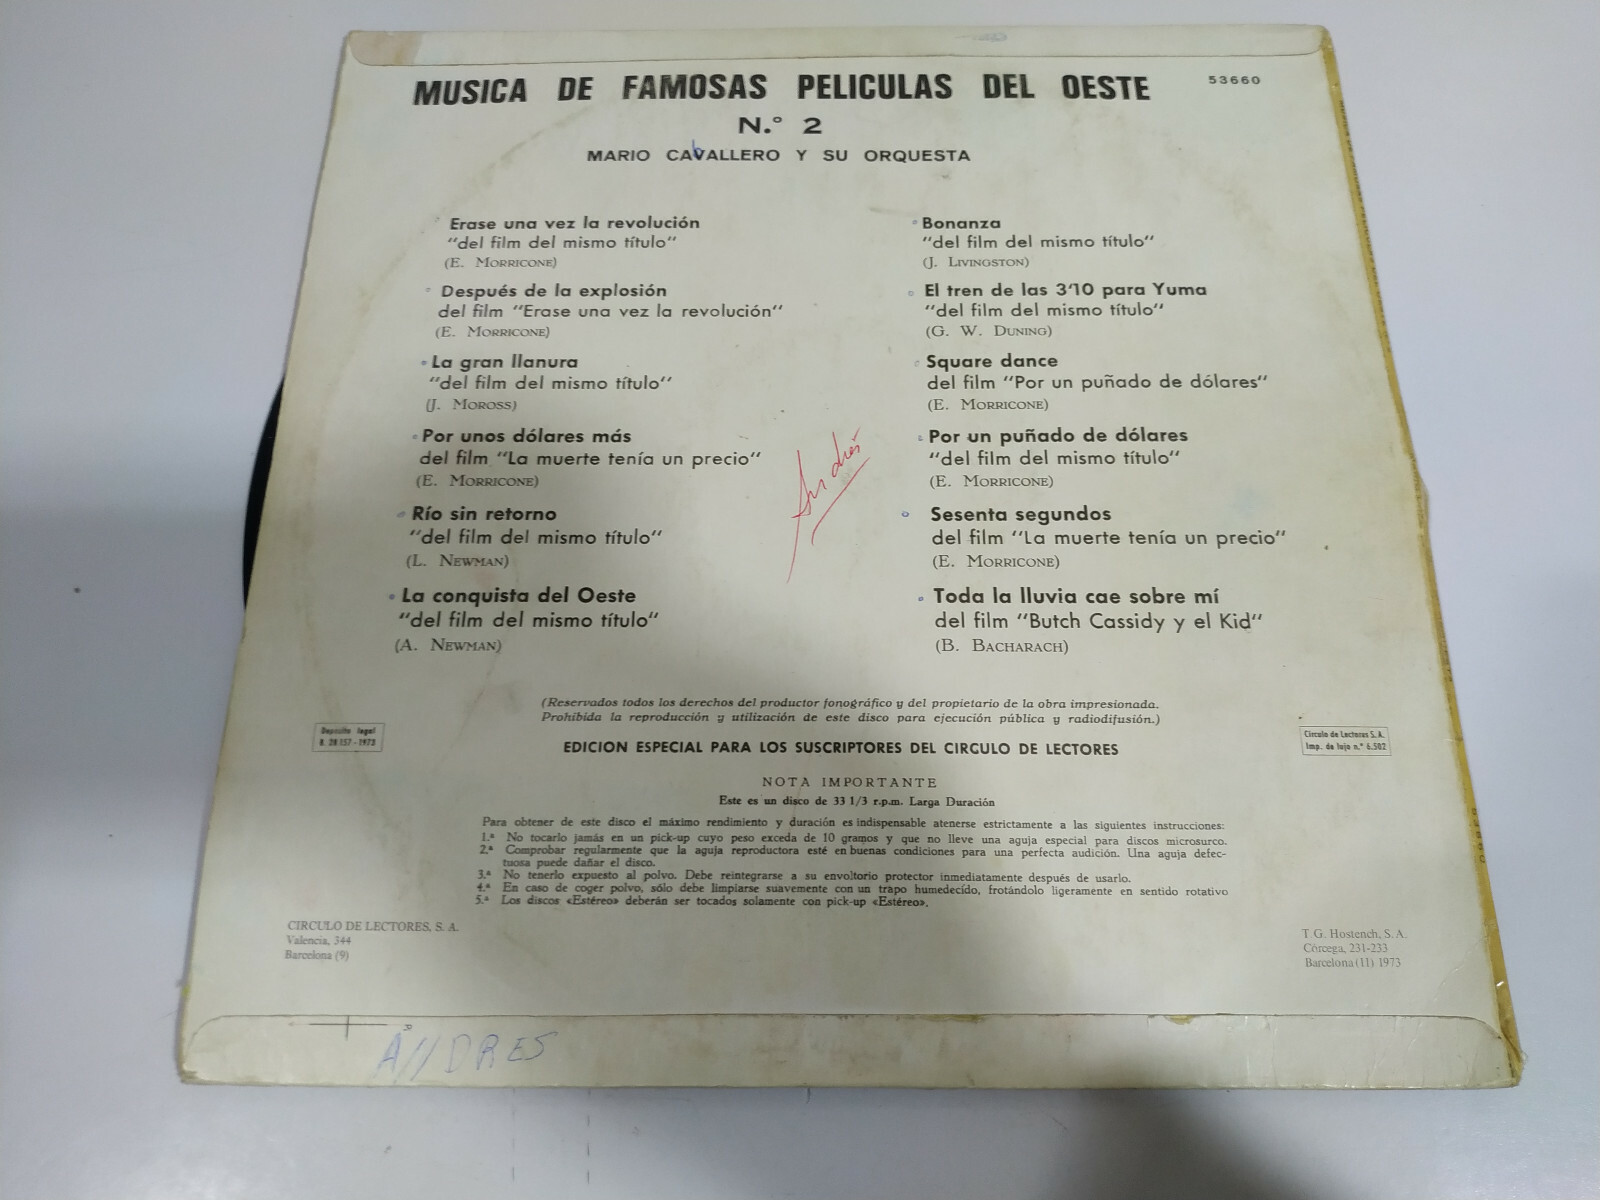 MUSICA DE FAMOSAS PELICULAS DEL OESTE
53660
N.º 2
MARIO CAVALLERO Y SU ORQUESTA
Erase una vez la revolución
“del film del mismo título”
(E. MORRICONE)
Después de la explosión
del film “Erase una vez la revolución”
(E. MORRICONE)
La gran llanura
“del film del mismo título”
(J. MOROSS)
Por unos dólares más
del film “La muerte tenía un precio”
(E. MORRICONE)
Río sin retorno
“del film del mismo título”
(L. NEWMAN)
La conquista del Oeste
“del film del mismo título”
(A. NEWMAN)
Bonanza
“del film del mismo título”
(J. LIVINGSTON)
El tren de las 3'10 para Yuma
“del film del mismo título”
(G. W. DUNING)
Square dance
del film “Por un puñado de dólares”
(E. MORRICONE)
Por un puñado de dólares
“del film del mismo título”
(E. MORRICONE)
Sesenta segundos
del film “La muerte tenía un precio”
(E. MORRICONE)
Toda la lluvia cae sobre mí
del film “Butch Cassidy y el Kid”
(B. BACHARACH)
Andrés
(Reservados todos los derechos del productor fonográfico y del propietario de la obra impresionada.
Prohibida la reproducción y utilización de este disco para ejecución pública y radiodifusión.)
Depósito legal
B. 28157 - 1973
EDICION ESPECIAL PARA LOS SUSCRIPTORES DEL CIRCULO DE LECTORES
Círculo de Lectores S.A.
Imp. de lujo n.º 6.502
NOTA IMPORTANTE
Este es un disco de 33 1/3 r.p.m. Larga Duración
Para obtener de este disco el máximo rendimiento y duración es indispensable atenerse estrictamente a las siguientes instrucciones:
1.ª No tocarlo jamás en un pick-up cuyo peso exceda de 10 gramos y que no lleve una aguja especial para discos microsurco.
2.ª Comprobar regularmente que la aguja reproductora esté en buenas condiciones para una perfecta audición. Una aguja defec-
tuosa puede dañar el disco.
3.ª No tenerlo expuesto al polvo. Debe reintegrarse a su envoltorio protector inmediatamente después de usarlo.
4.ª En caso de coger polvo, sólo debe limpiarse suavemente con un trapo humedecido, frotándolo ligeramente en sentido rotativo
5.ª Los discos «Estéreo» deberán ser tocados solamente con pick-up «Estéreo».
CIRCULO DE LECTORES, S. A.
Valencia, 344
Barcelona (9)
T. G. Hostench, S. A.
Córcega, 231-233
Barcelona (11) 1973
ANDRES